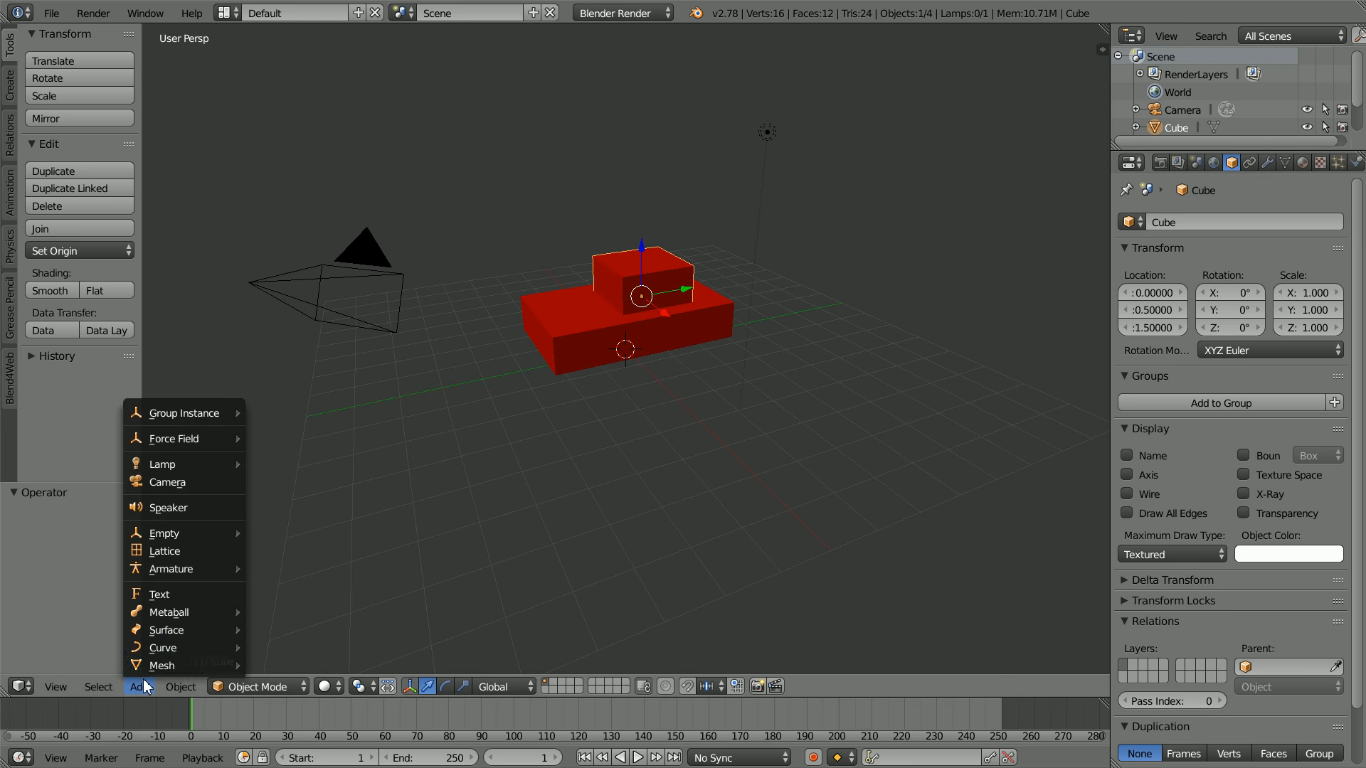 File Render Window Help Default Scene Blender Render v2.78 | Verts:16 | Faces:12 | Tris:24 | Objects:1/4 | Lamps:0/1 | Mem:10.71M | Cube
Tools
Create
Relations
Animation
Physics
Grease Pencil
Blend4Web
Transform
Translate
Rotate
Scale
Mirror
Edit
Duplicate
Duplicate Linked
Delete
Join
Set Origin
Shading:
Smooth Flat
Data Transfer:
Data Data Lay
History
Operator
User Persp
Group Instance
Force Field
Lamp
Camera
Speaker
Empty
Lattice
Armature
Text
Metaball
Surface
Curve
Mesh
View Select Object Object Mode Global
-50 -40 -30 -20 -10 0 10 20 30 40 50 60 70 80 90 100 110 120 130 140 150 160 170 180 190 200 210 220 230 240 250 260 270 280
View Marker Frame Playback Start: 1 End: 250 1 No Sync
View Search All Scenes
Scene
RenderLayers
World
Camera
Cube
Cube
Cube
Transform
Location: Rotation: Scale:
:0.00000 X: 0° X: 1.000
:0.50000 Y: 0° Y: 1.000
:1.50000 Z: 0° Z: 1.000
Rotation Mo... XYZ Euler
Groups
Add to Group
Display
Name Boun Box
Axis Texture Space
Wire X-Ray
Draw All Edges Transparency
Maximum Draw Type: Object Color:
Textured
Delta Transform
Transform Locks
Relations
Layers: Parent:
Object
Pass Index: 0
Duplication
None Frames Verts Faces Group